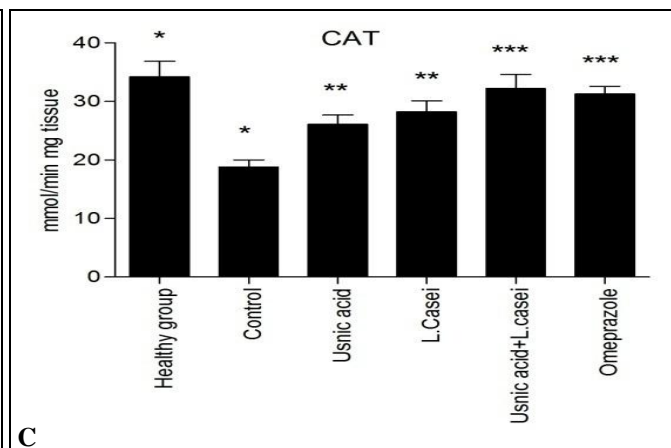 CAT
mmol/min mg tissue
40
30
20
10
0
*
*
**
**
***
***
Healthy group
Control
Usnic acid
L.Casei
Usnic acid+L.casei
Omeprazole
C